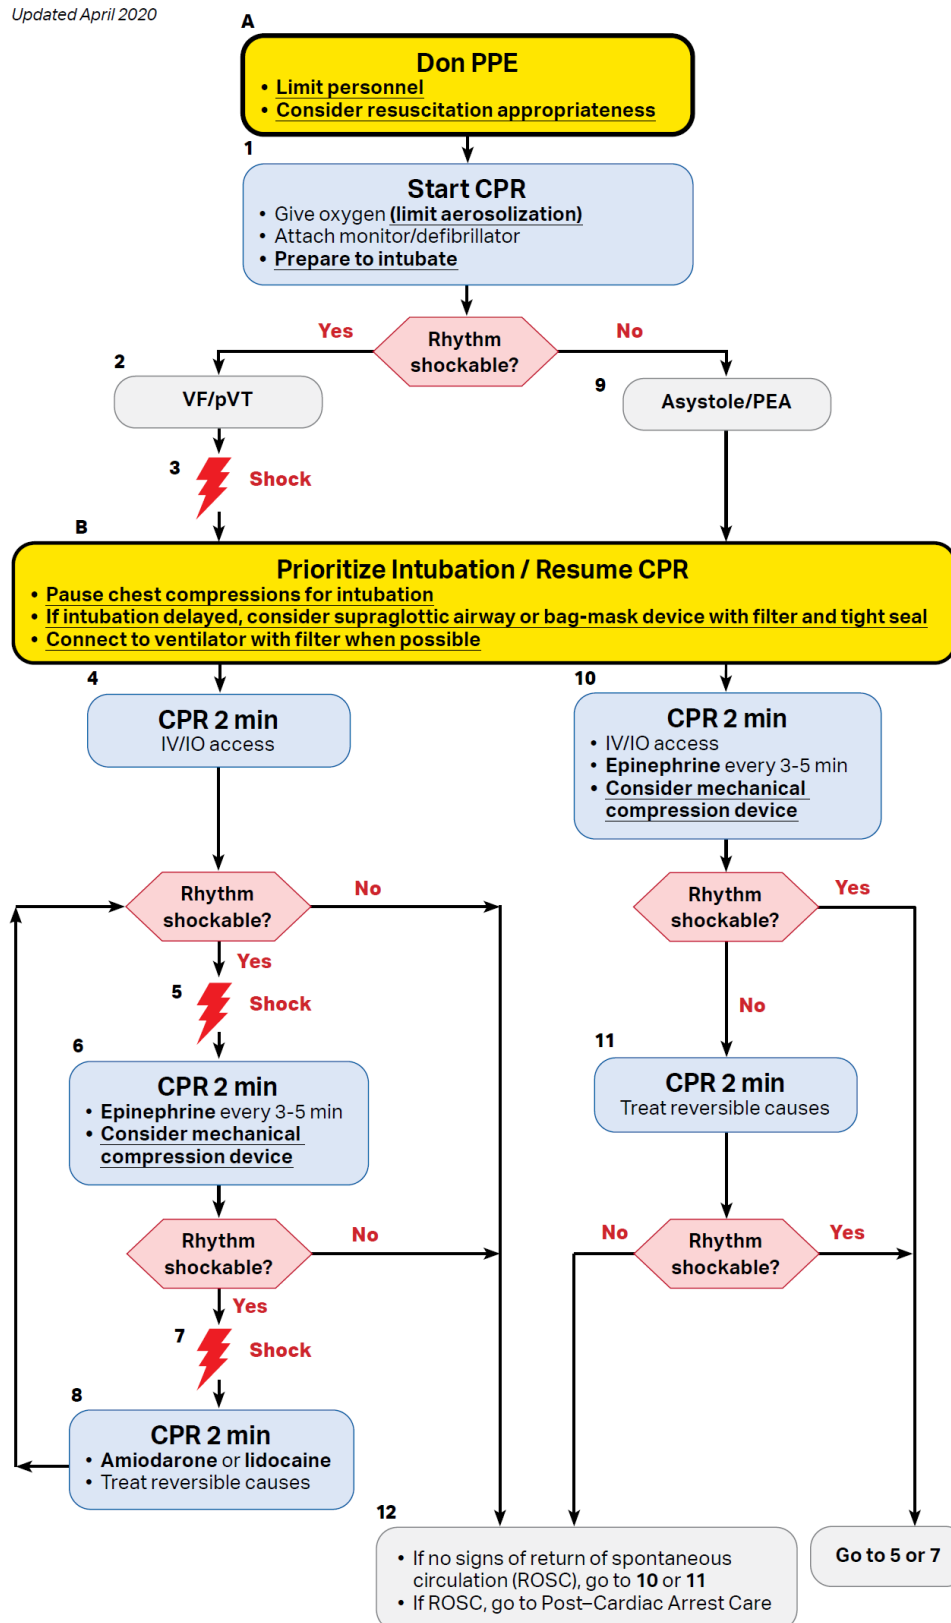 Updated April 2020
A
Don PPE
• Limit personnel
• Consider resuscitation appropriateness
1
Start CPR
• Give oxygen (limit aerosolization)
• Attach monitor/defibrillator
• Prepare to intubate
Yes
Rhythm
shockable?
No
2
VF/pVT
9
Asystole/PEA
3
Shock
B
Prioritize Intubation / Resume CPR
• Pause chest compressions for intubation
• If intubation delayed, consider supraglottic airway or bag-mask device with filter and tight seal
• Connect to ventilator with filter when possible
4
CPR 2 min
IV/IO access
10
CPR 2 min
• IV/IO access
• Epinephrine every 3-5 min
• Consider mechanical
compression device
Rhythm
shockable?
No
Rhythm
shockable?
Yes
Yes
5
Shock
No
6
CPR 2 min
• Epinephrine every 3-5 min
• Consider mechanical
compression device
11
CPR 2 min
Treat reversible causes
Rhythm
shockable?
No
No
Rhythm
shockable?
Yes
Yes
7
Shock
8
CPR 2 min
• Amiodarone or lidocaine
• Treat reversible causes
12
• If no signs of return of spontaneous
circulation (ROSC), go to 10 or 11
• If ROSC, go to Post–Cardiac Arrest Care
Go to 5 or 7